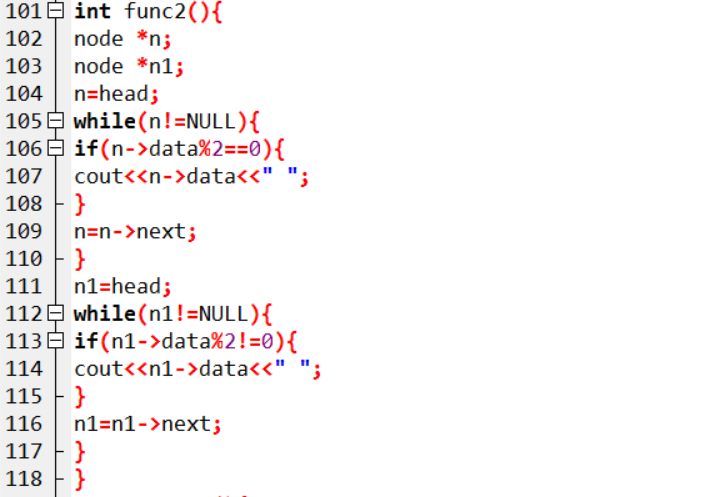 101 int func2(){
102 node *n;
103 node *n1;
104 n=head;
105 while(n!=NULL){
106 if(n->data%2==0){
107 cout<<n->data<<" ";
108 }
109 n=n->next;
110 }
111 n1=head;
112 while(n1!=NULL){
113 if(n1->data%2!=0){
114 cout<<n1->data<<" ";
115 }
116 n1=n1->next;
117 }
118 }